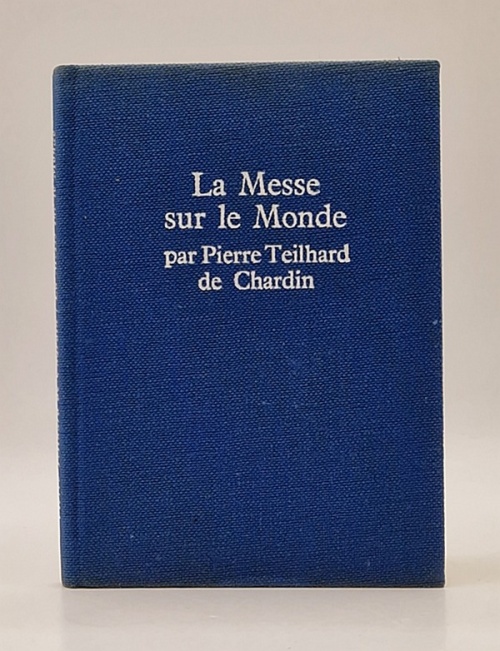 La Messe
sur le Monde
par Pierre Teilhard
de Chardin